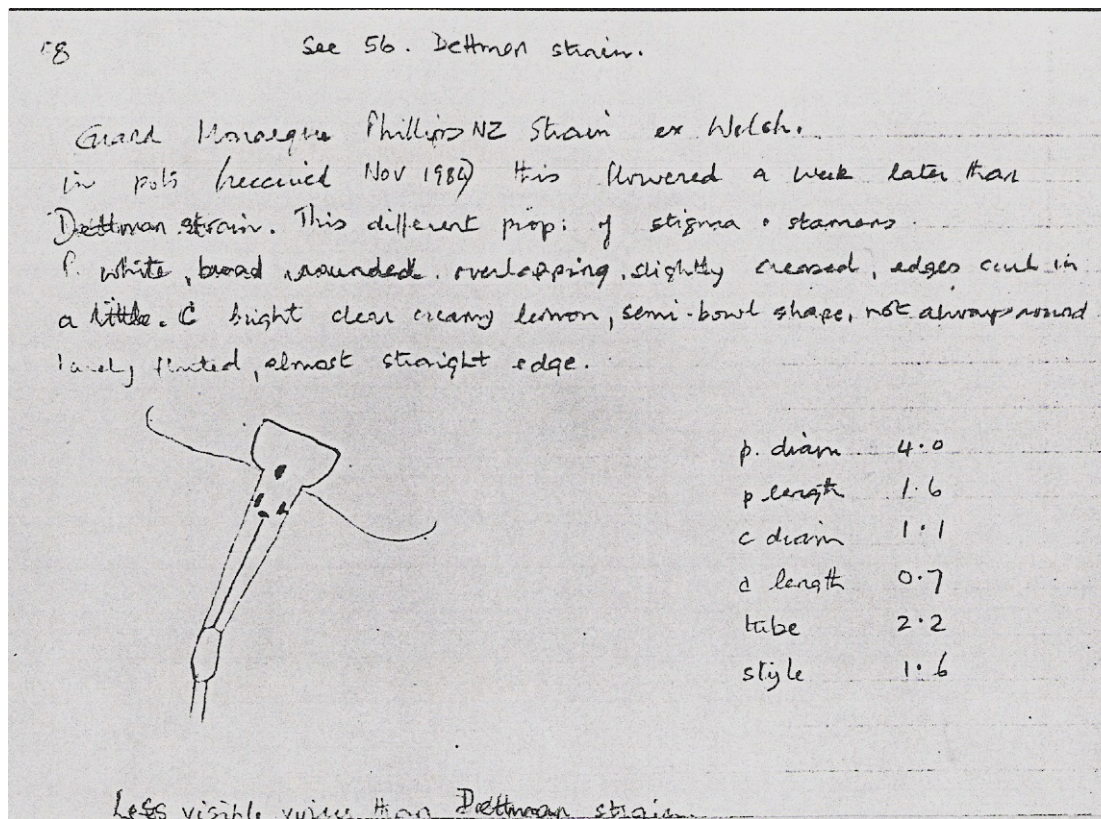 58 See 56. Dettman strain.
Grand Monarque Phillips NZ Strain ex Welch.
in pots (received Nov 1984) this flowered a week later than
Dettman strain. This different prop: of stigma & stamens
P. white, broad, rounded. overlapping, slightly creased, edges curl in
a little. C bright clear creamy lemon, semi-bowl shape, not always round
fluted, almost straight edge.
p. diam 4.0
p length 1.6
c diam 1.1
c length 0.7
tube 2.2
style 1.6
Less visible veins than Dettman strain.